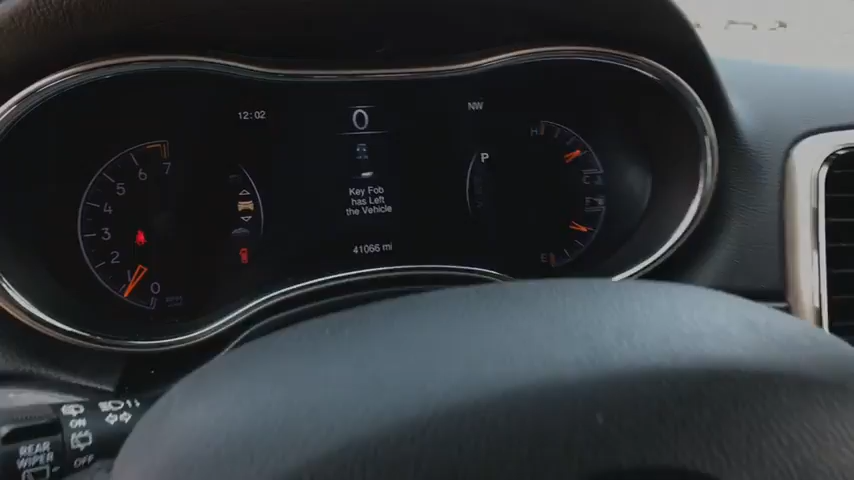 12:02
0
NW
7
6
5
4
3
2
1
0
P
H
C
F
E
Key Fob
has Left
the Vehicle
41066 mi
ON
OFF
REAR
WIPER